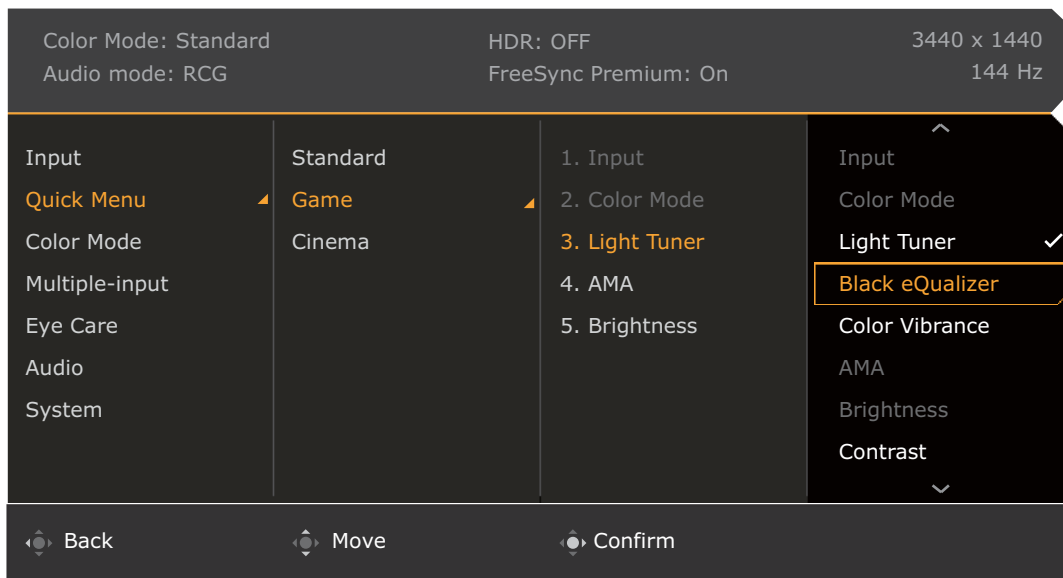 Color Mode: Standard
Audio mode: RCG
HDR: OFF
FreeSync Premium: On
3440 x 1440
144 Hz
Input
Quick Menu
Color Mode
Multiple-input
Eye Care
Audio
System
Standard
Game
Cinema
1. Input
2. Color Mode
3. Light Tuner
4. AMA
5. Brightness
Input
Color Mode
Light Tuner
Black eQualizer
Color Vibrance
AMA
Brightness
Contrast
Back
Move
Confirm